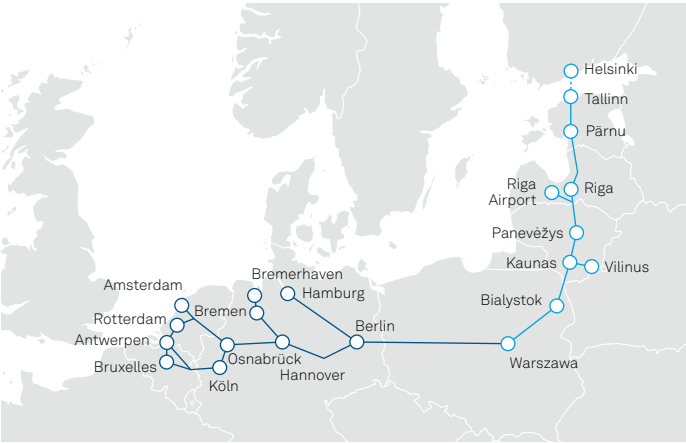 Helsinki
Tallinn
Pärnu
Riga
Airport
Riga
Panevėžys
Kaunas
Vilinus
Bialystok
Bremerhaven
Amsterdam
Hamburg
Bremen
Rotterdam
Berlin
Antwerpen
Osnabrück
Bruxelles
Warszawa
Hannover
Köln